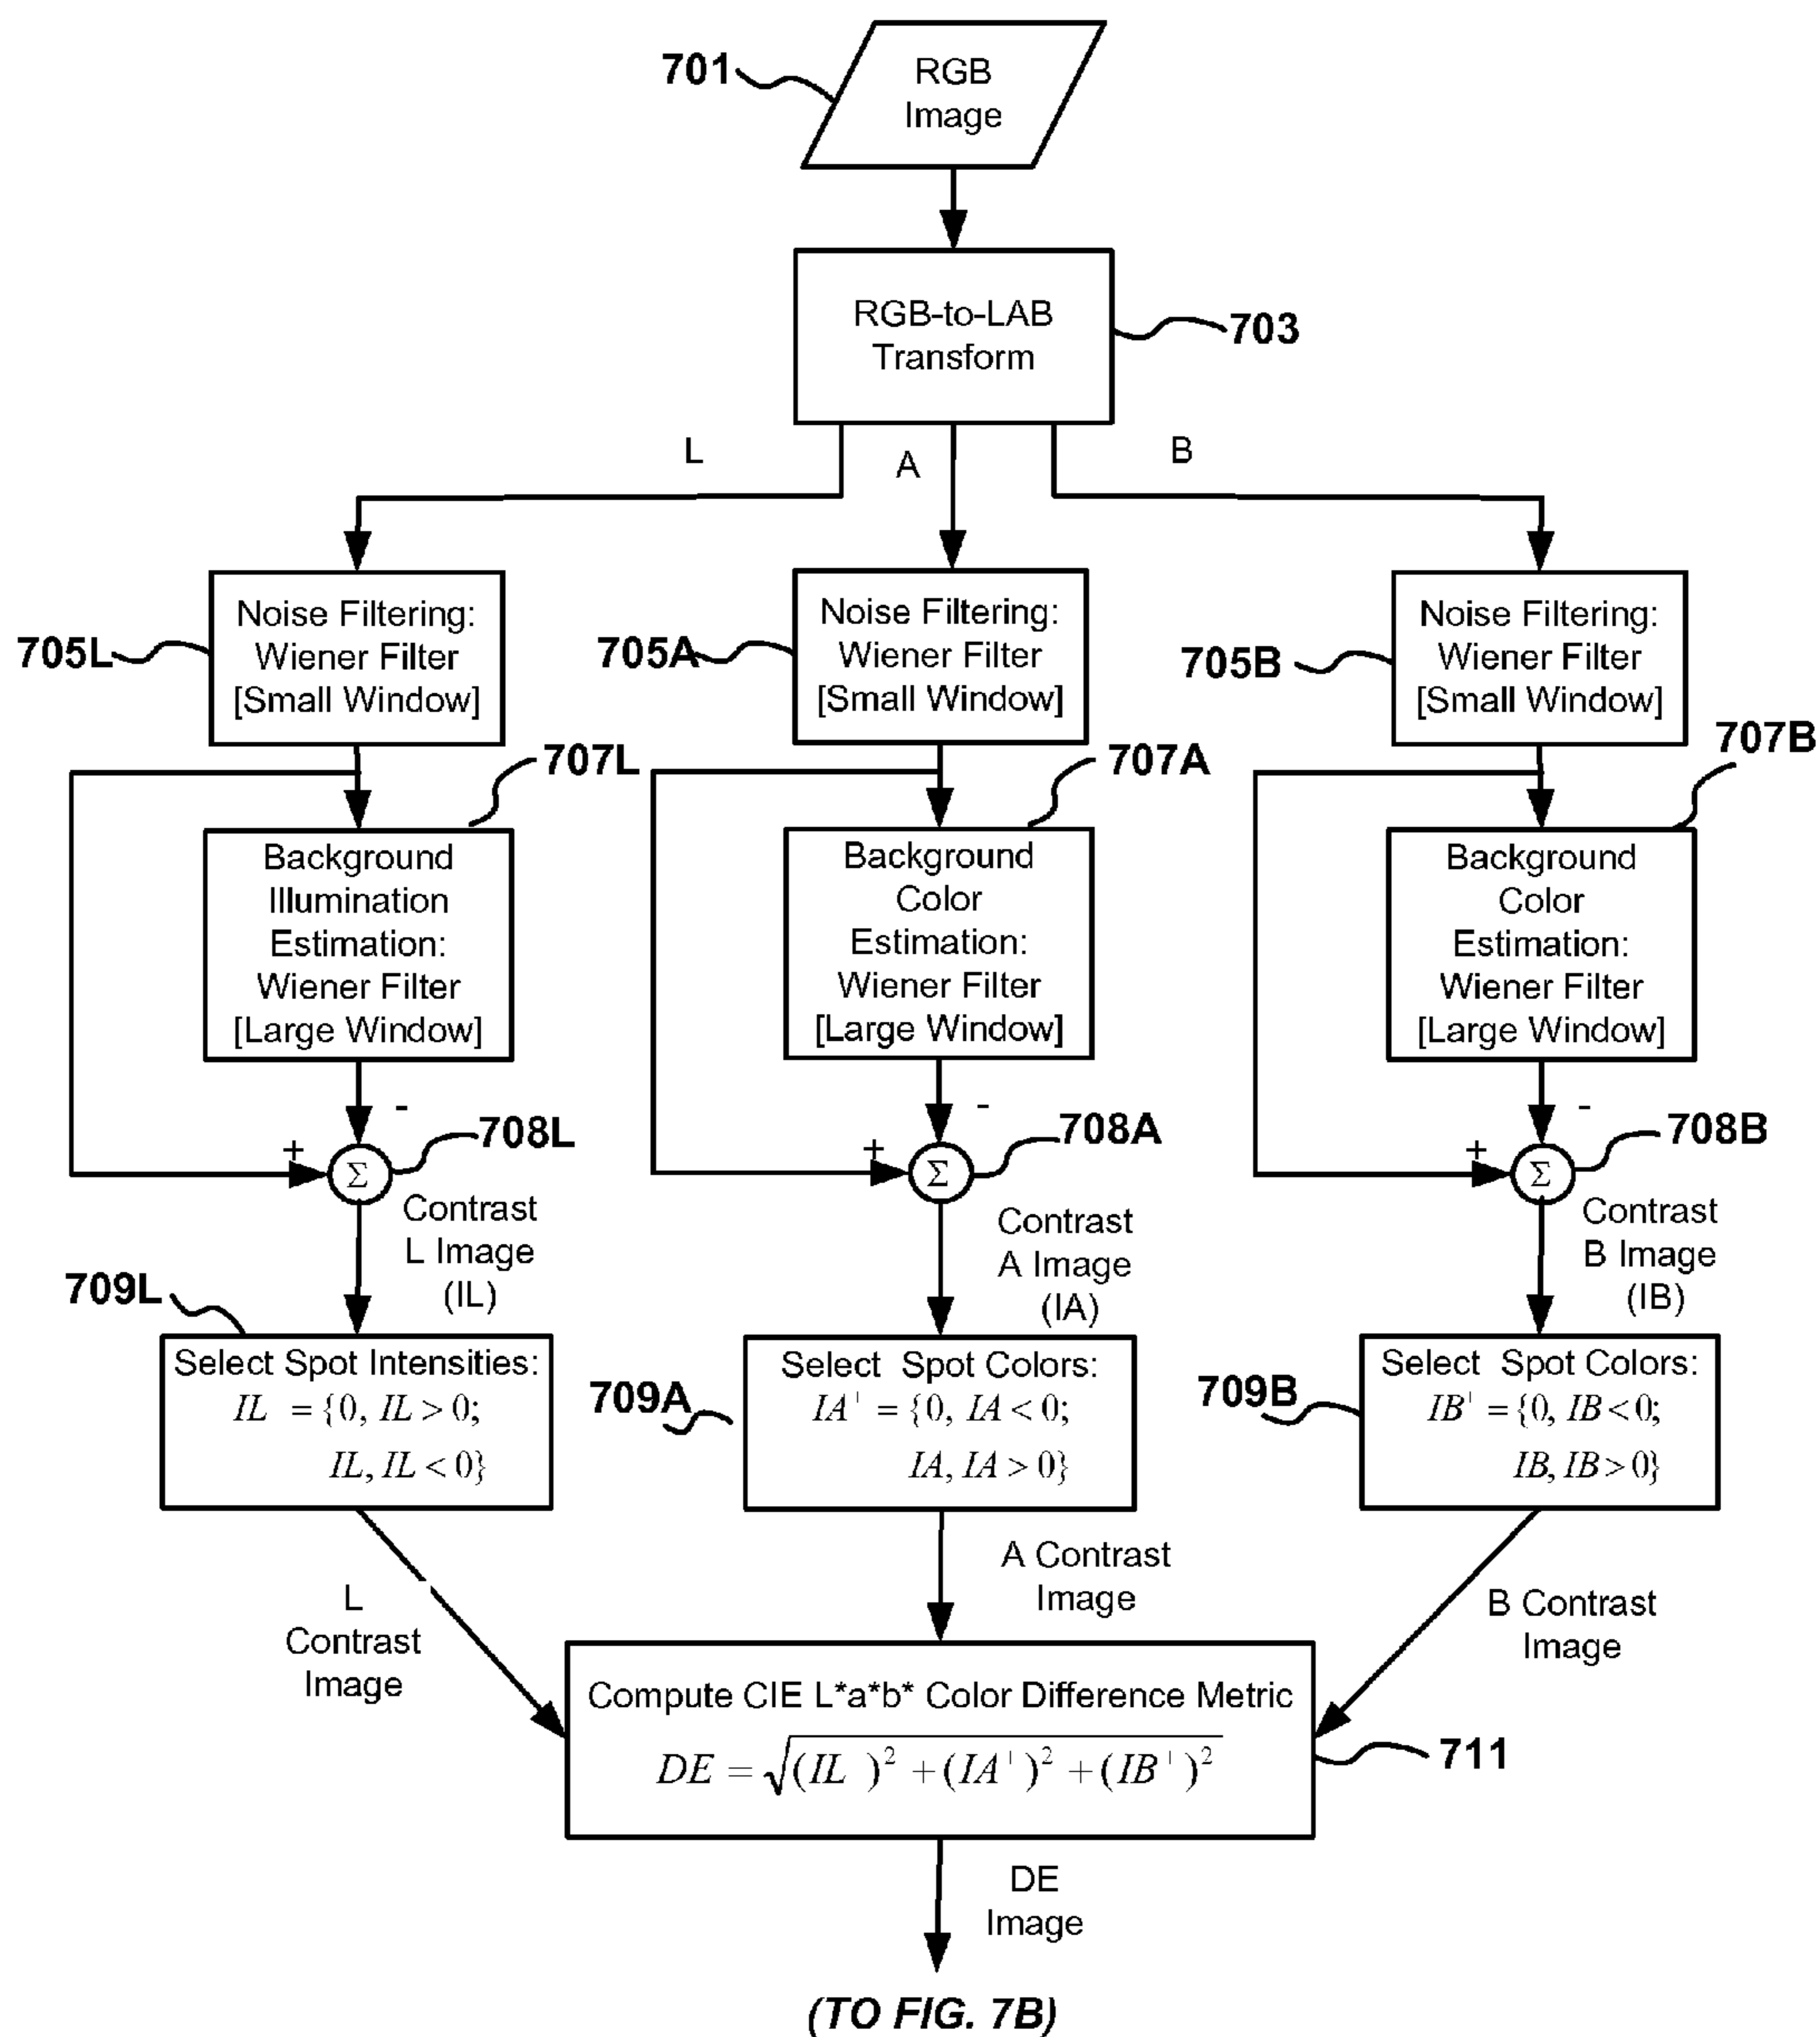 701
RGB
Image
RGB-to-LAB
Transform
703
L
A
B
705L
Noise Filtering:
Wiener Filter
[Small Window]
705A
Noise Filtering:
Wiener Filter
[Small Window]
705B
Noise Filtering:
Wiener Filter
[Small Window]
707L
707A
707B
Background
Illumination
Estimation:
Wiener Filter
[Large Window]
Background
Color
Estimation:
Wiener Filter
[Large Window]
Background
Color
Estimation:
Wiener Filter
[Large Window]
-
+
Σ
708L
-
+
Σ
708A
-
+
Σ
708B
Contrast
L Image
(IL)
Contrast
A Image
(IA)
Contrast
B Image
(IB)
709L
Select Spot Intensities:
IL = {0, IL > 0;
IL, IL < 0}
709A
Select Spot Colors:
IA⁺ = {0, IA < 0;
IA, IA > 0}
709B
Select Spot Colors:
IB⁺ = {0, IB < 0;
IB, IB > 0}
L
Contrast
Image
A Contrast
Image
B Contrast
Image
Compute CIE L*a*b* Color Difference Metric
DE = √(IL )² + (IA⁺)² + (IB⁺)²
711
DE
Image
(TO FIG. 7B)